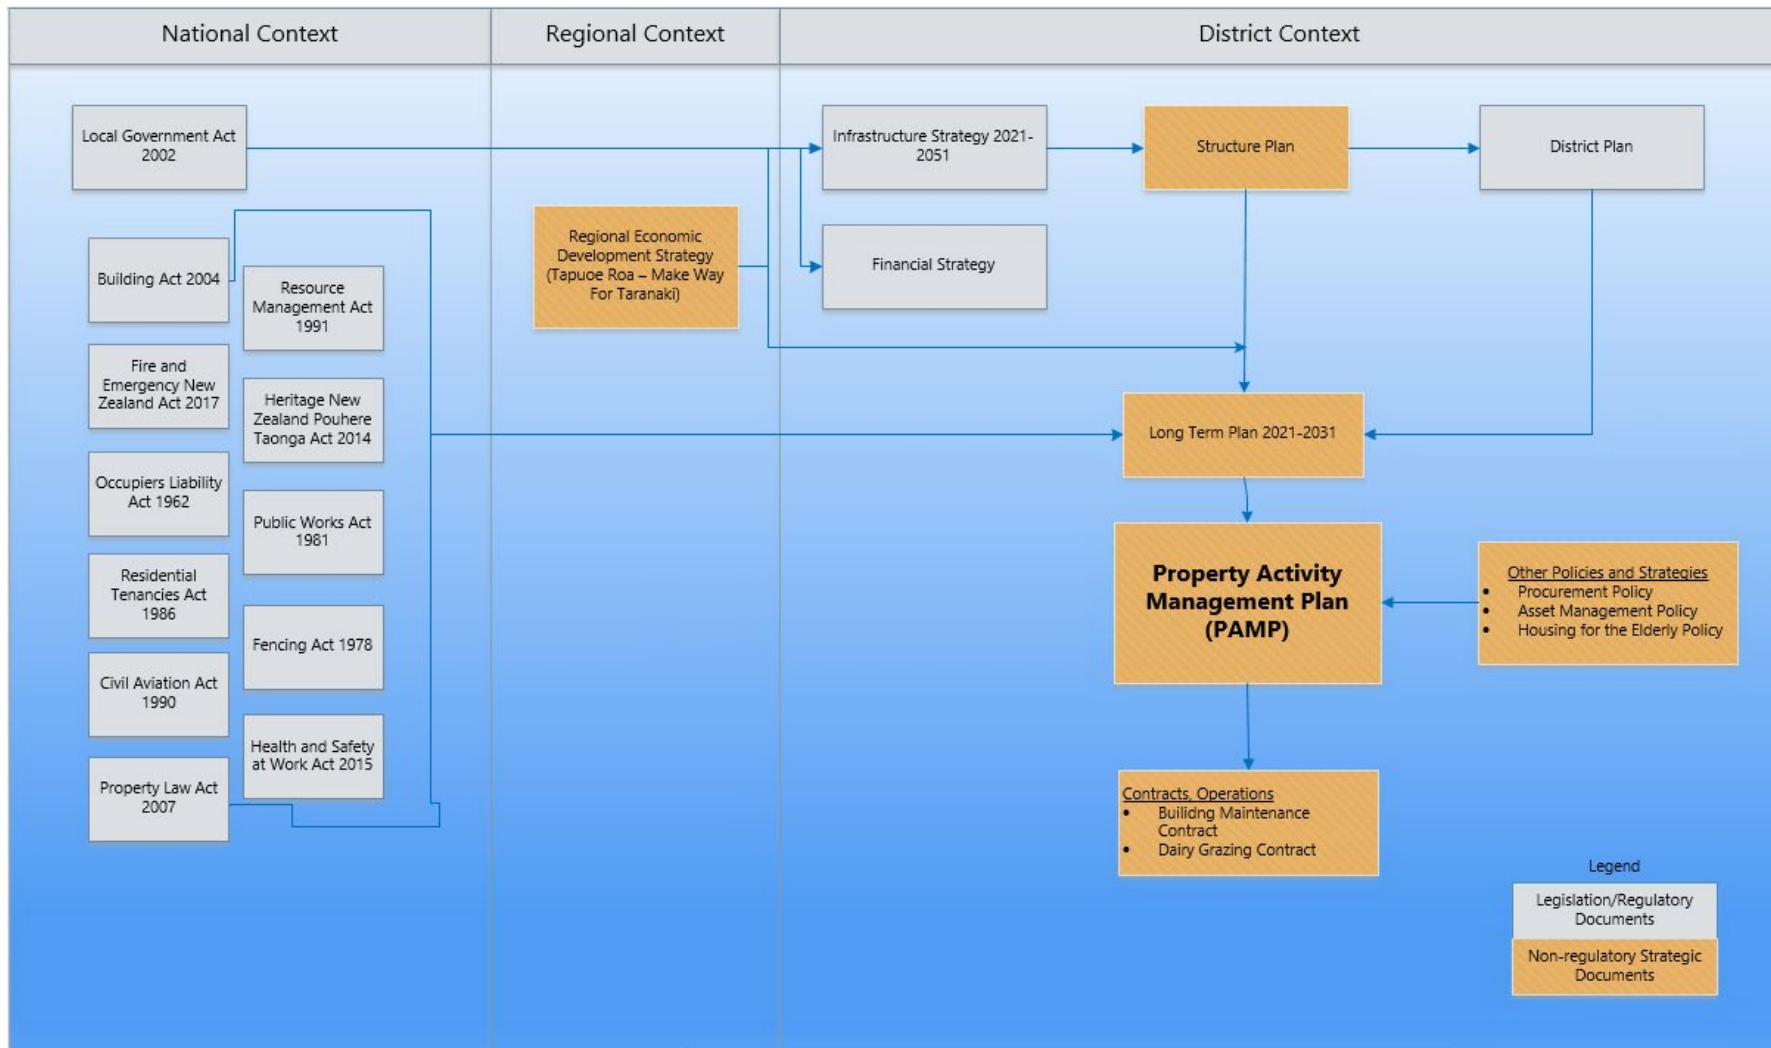 National Context
Regional Context
District Context
Local Government Act
2002
Infrastructure Strategy 2021-
2051
Structure Plan
District Plan
Building Act 2004
Resource
Management Act
1991
Regional Economic
Development Strategy
(Tapuoe Roa – Make Way
For Taranaki)
Financial Strategy
Fire and
Emergency New
Zealand Act 2017
Heritage New
Zealand Pouhere
Taonga Act 2014
Long Term Plan 2021-2031
Occupiers Liability
Act 1962
Public Works Act
1981
Residential
Tenancies Act
1986
Property Activity
Management Plan
(PAMP)
Other Policies and Strategies
• Procurement Policy
• Asset Management Policy
• Housing for the Elderly Policy
Fencing Act 1978
Civil Aviation Act
1990
Health and Safety
at Work Act 2015
Property Law Act
2007
Contracts, Operations
• Builidng Maintenance
Contract
• Dairy Grazing Contract
Legend
Legislation/Regulatory
Documents
Non-regulatory Strategic
Documents